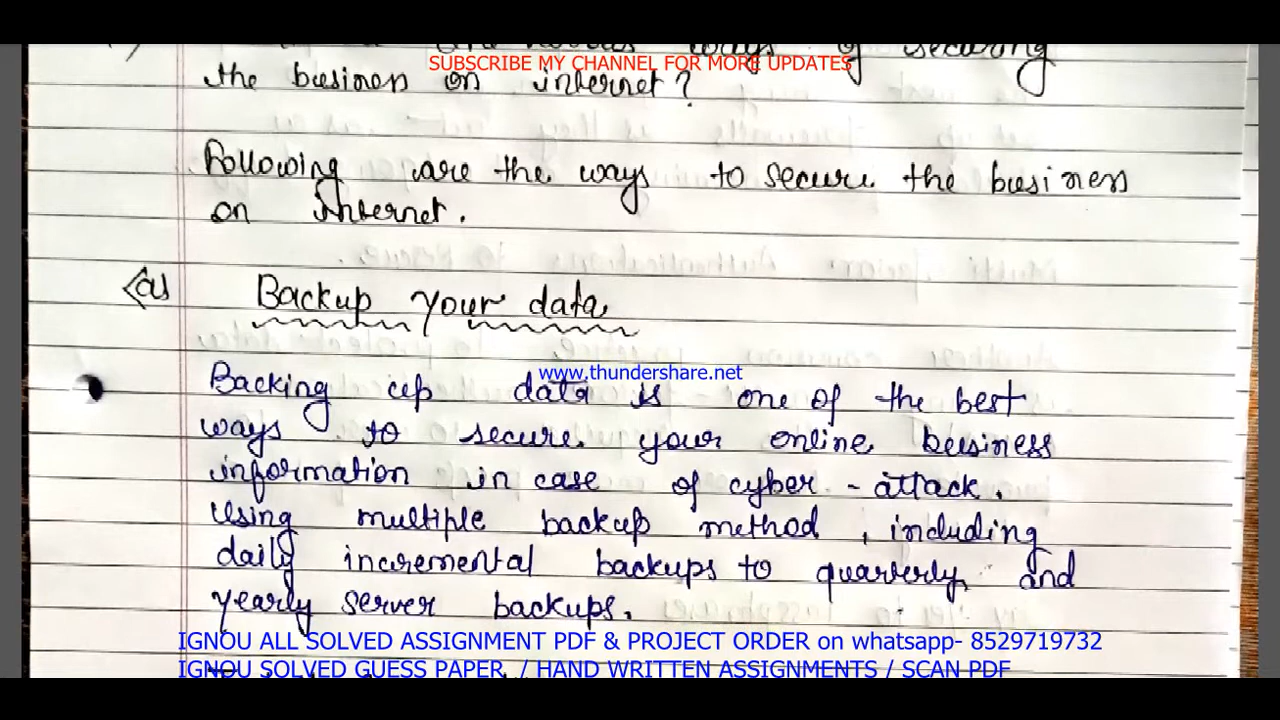 ways of securing
SUBSCRIBE MY CHANNEL FOR MORE UPDATES
the business on internet?
Following are the ways to secure the business
on internet.
(a) Backup your data
www.thundershare.net
Backing up data is one of the best
ways to secure your online business
information in case of cyber-attack.
Using multiple backup method, including
daily incremental backups to quarterly and
yearly server backups.
IGNOU ALL SOLVED ASSIGNMENT PDF & PROJECT ORDER on whatsapp- 8529719732
IGNOU SOLVED GUESS PAPER / HAND WRITTEN ASSIGNMENTS / SCAN PDF